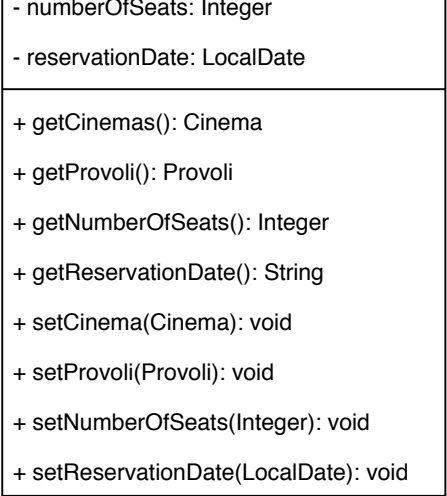 - numberOfSeats: Integer
- reservationDate: LocalDate
+ getCinemas(): Cinema
+ getProvoli(): Provoli
+ getNumberOfSeats(): Integer
+ getReservationDate(): String
+ setCinema(Cinema): void
+ setProvoli(Provoli): void
+ setNumberOfSeats(Integer): void
+ setReservationDate(LocalDate): void